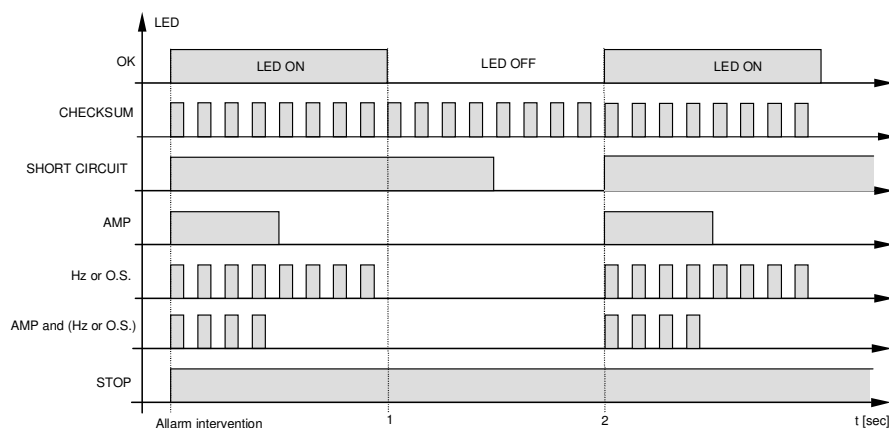 LED
OK
LED ON
LED OFF
LED ON
CHECKSUM
SHORT CIRCUIT
AMP
Hz or O.S.
AMP and (Hz or O.S.)
STOP
Allarm intervention
1
2
t [sec]